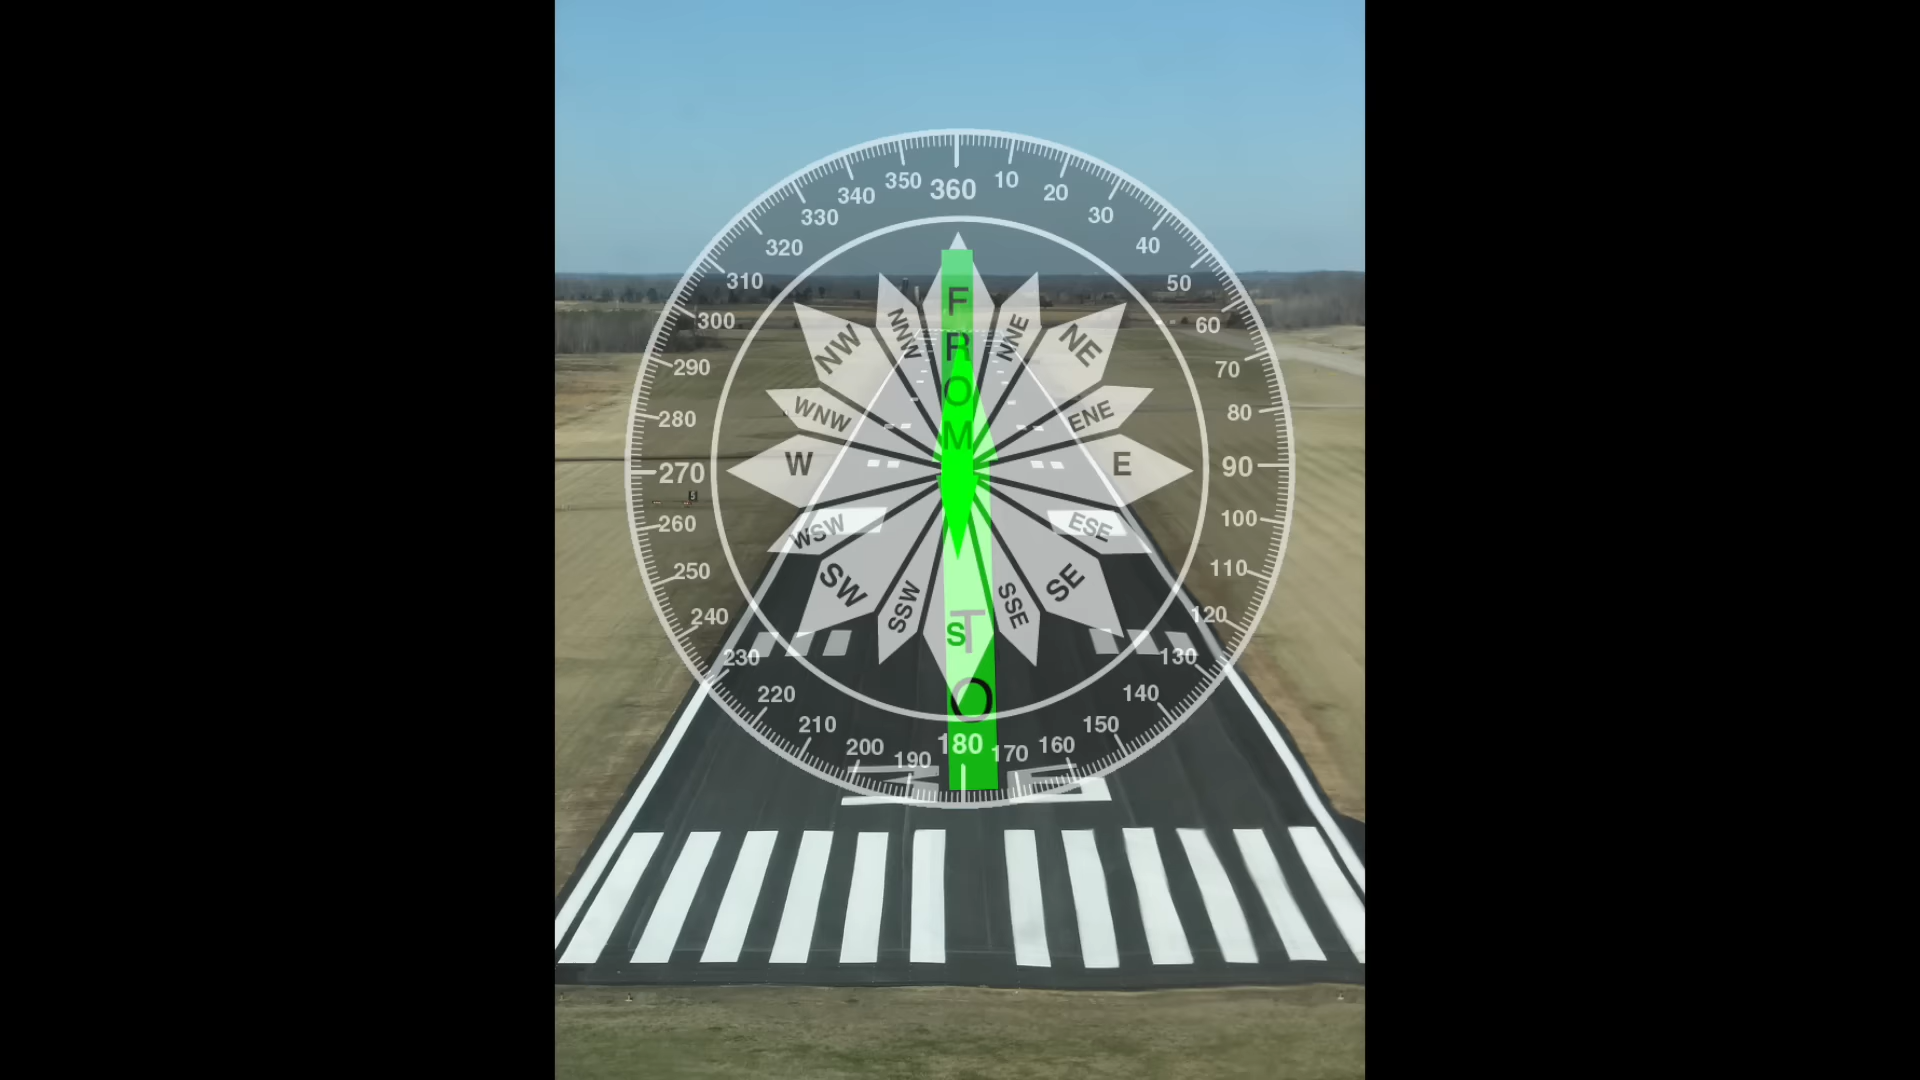 360
350 10
340 20
330 30
320 40
310 50
300 60
290 70
280 80
270 90
260 100
250 110
240 120
230 130
220 140
210 150
200 160
190 180 170
FROM
TO
NNW NNE
NW NE
WNW ENE
W E
WSW ESE
SW SE
SSW SSE
S